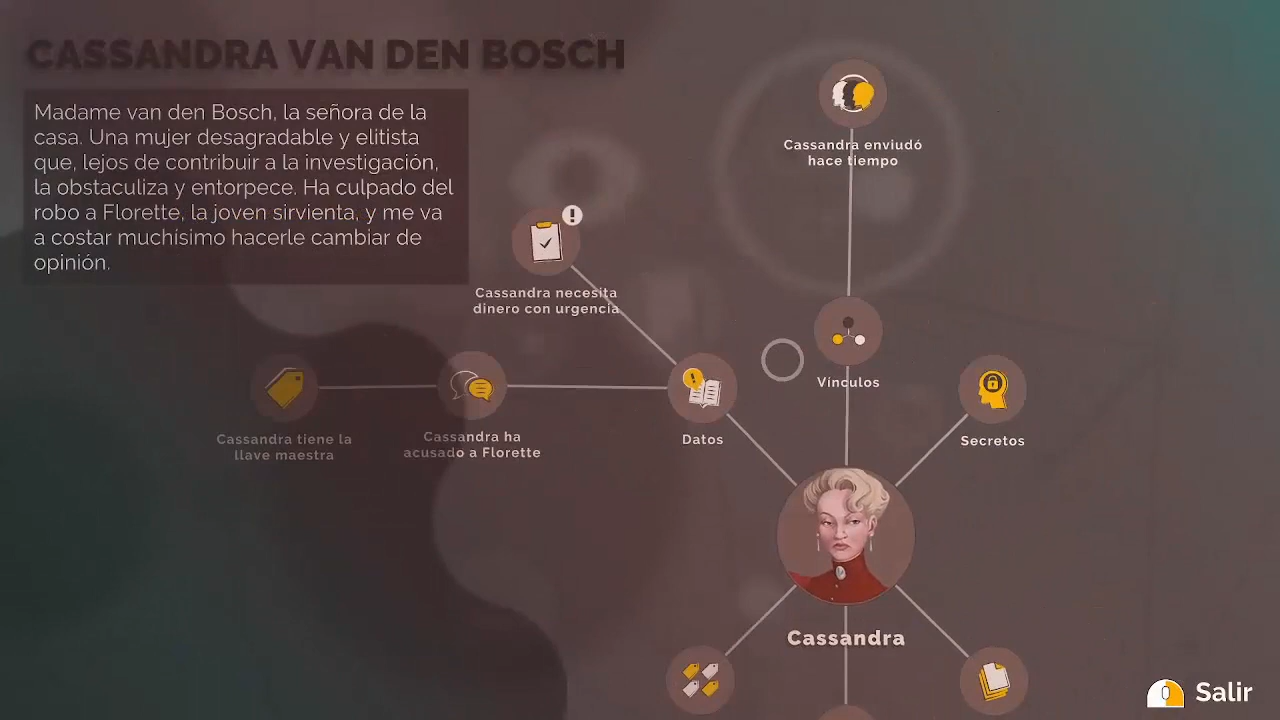 CASSANDRA VAN DEN BOSCH
Madame van den Bosch, la señora de la
casa. Una mujer desagradable y elitista
que, lejos de contribuir a la investigación,
la obstaculiza y entorpece. Ha culpado del
robo a Florette, la joven sirvienta, y me va
a costar muchísimo hacerle cambiar de
opinión.
Cassandra enviudó
hace tiempo
Cassandra necesita
dinero con urgencia
Vínculos
Cassandra tiene la
llave maestra
Cassandra ha
acusado a Florette
Datos
Secretos
Cassandra
Salir